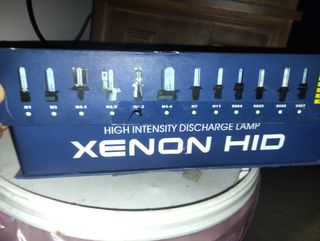 H1 H3 H4-1 H4-2 H4-3 H4-4 H7 H11 9004 9005 9006 9007
HIGH INTENSITY DISCHARGE LAMP
XENON HID